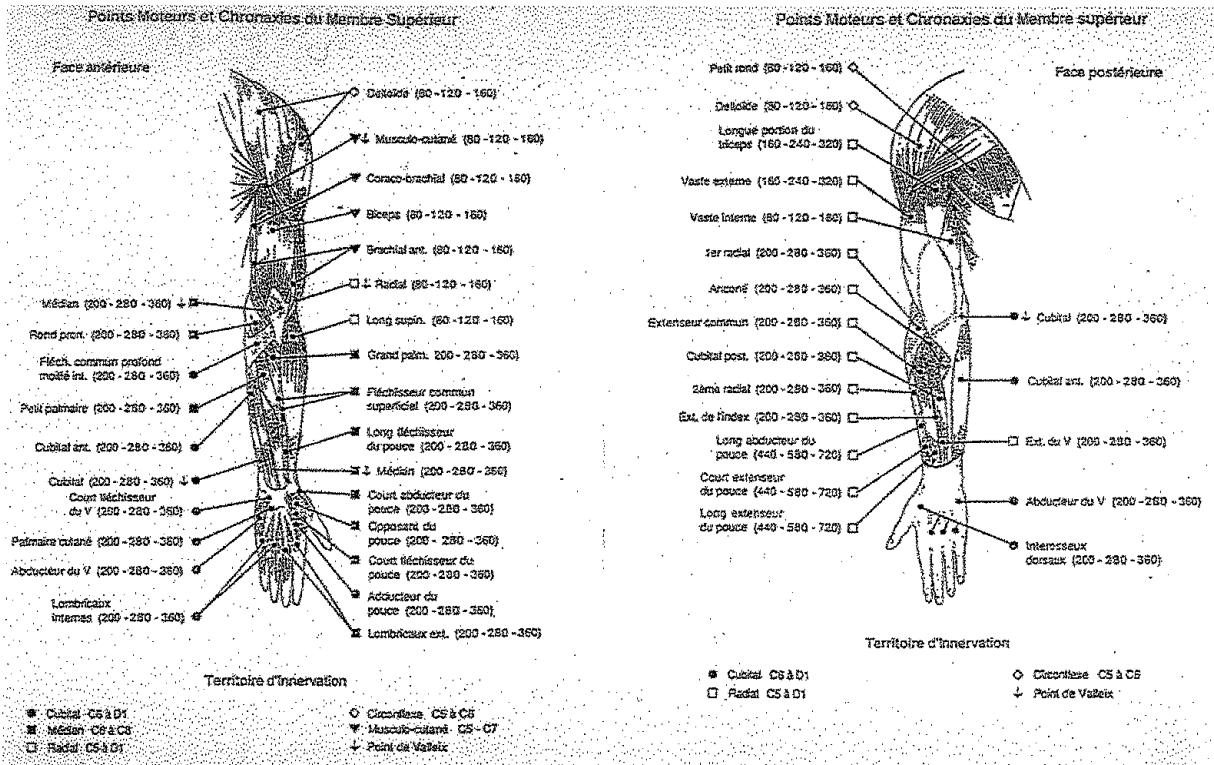 Points Moteurs et Chronaxies du Membre Supérieur
Face antérieure
Deltoïde (80-120-160)
Musculo-cutané (80-120-160)
Coraco-brachial (80-120-160)
Biceps (80-120-160)
Brachial ant. (80-120-160)
Radial (80-120-160)
Long supin. (80-120-160)
Grand palm. 200-280-360)
Fléchisseur commun
superficiel (200-280-360)
Long fléchisseur
du pouce (200-280-360)
Médian (200-280-360)
Court abducteur du
pouce (200-280-360)
Opposant du
pouce (200-280-360)
Court fléchisseur du
pouce (200-280-360)
Adducteur du
pouce (200-280-360)
Lombricaux ext. (200-280-360)
Médian (200-280-360)
Rond pron. (200-280-360)
Fléch. commun profond
moitié int. (200-280-360)
Petit palmaire (200-280-360)
Cubital ant. (200-280-360)
Cubital (200-280-360)
Court fléchisseur
du V (200-280-360)
Palmaire cutané (200-280-360)
Abducteur du V (200-280-360)
Lombricaux
internes (200-280-360)
Territoire d'Innervation
Cubital C6 à D1
Médian C6 à C8
Radial C5 à D1
Circonflexe C5 à C6
Musculo-cutané C5-C7
Point de Valleix
Points Moteurs et Chronaxies du Membre supérieur
Face postérieure
Petit rond (80-120-160)
Deltoïde (80-120-160)
Longue portion du
triceps (160-240-320)
Vaste externe (160-240-320)
Vaste interne (80-120-160)
1er radial (200-280-360)
Anconé (200-280-360)
Extenseur commun (200-280-360)
Cubital post. (200-280-360)
2ème radial (200-280-360)
Ext. de l'index (200-280-360)
Long abducteur du
pouce (440-580-720)
Court extenseur
du pouce (440-580-720)
Long extenseur
du pouce (440-580-720)
Cubital (200-280-360)
Cubital ant. (200-280-360)
Ext. du V (200-280-360)
Abducteur du V (200-280-360)
Interosseux
dorsaux (200-280-360)
Territoire d'Innervation
Cubital C6 à D1
Radial C5 à D1
Circonflexe C5 à C6
Point de Valleix